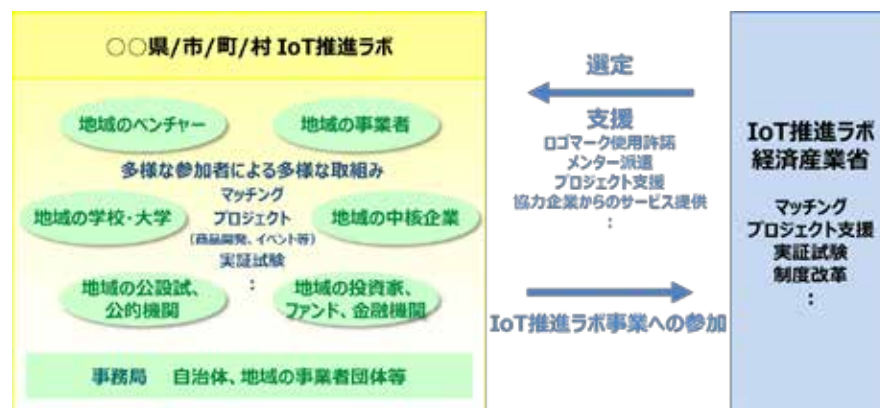 ○○県/市/町/村 IoT推進ラボ
地域のベンチャー
地域の事業者
多様な参加者による多様な取組み
マッチング
プロジェクト
(商品開発、イベント等)
実証試験
:
地域の学校・大学
地域の中核企業
地域の公設試、
公的機関
地域の投資家、
ファンド、金融機関
事務局 自治体、地域の事業者団体等
選定
支援
ロゴマーク使用許諾
メンター派遣
プロジェクト支援
協力企業からのサービス提供
:
IoT推進ラボ事業への参加
IoT推進ラボ
経済産業省
マッチング
プロジェクト支援
実証試験
制度改革
: